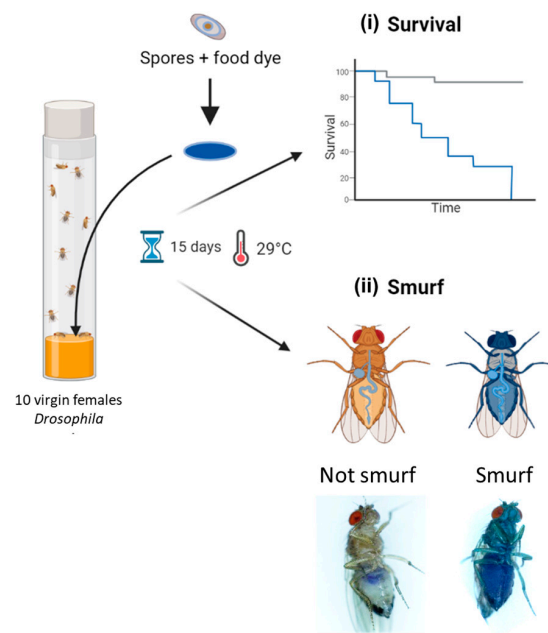 (i) Survival
Spores + food dye
100
80
60
40
20
0
Survival
Time
15 days
29°C
(ii) Smurf
10 virgin females
Drosophila
Not smurf
Smurf